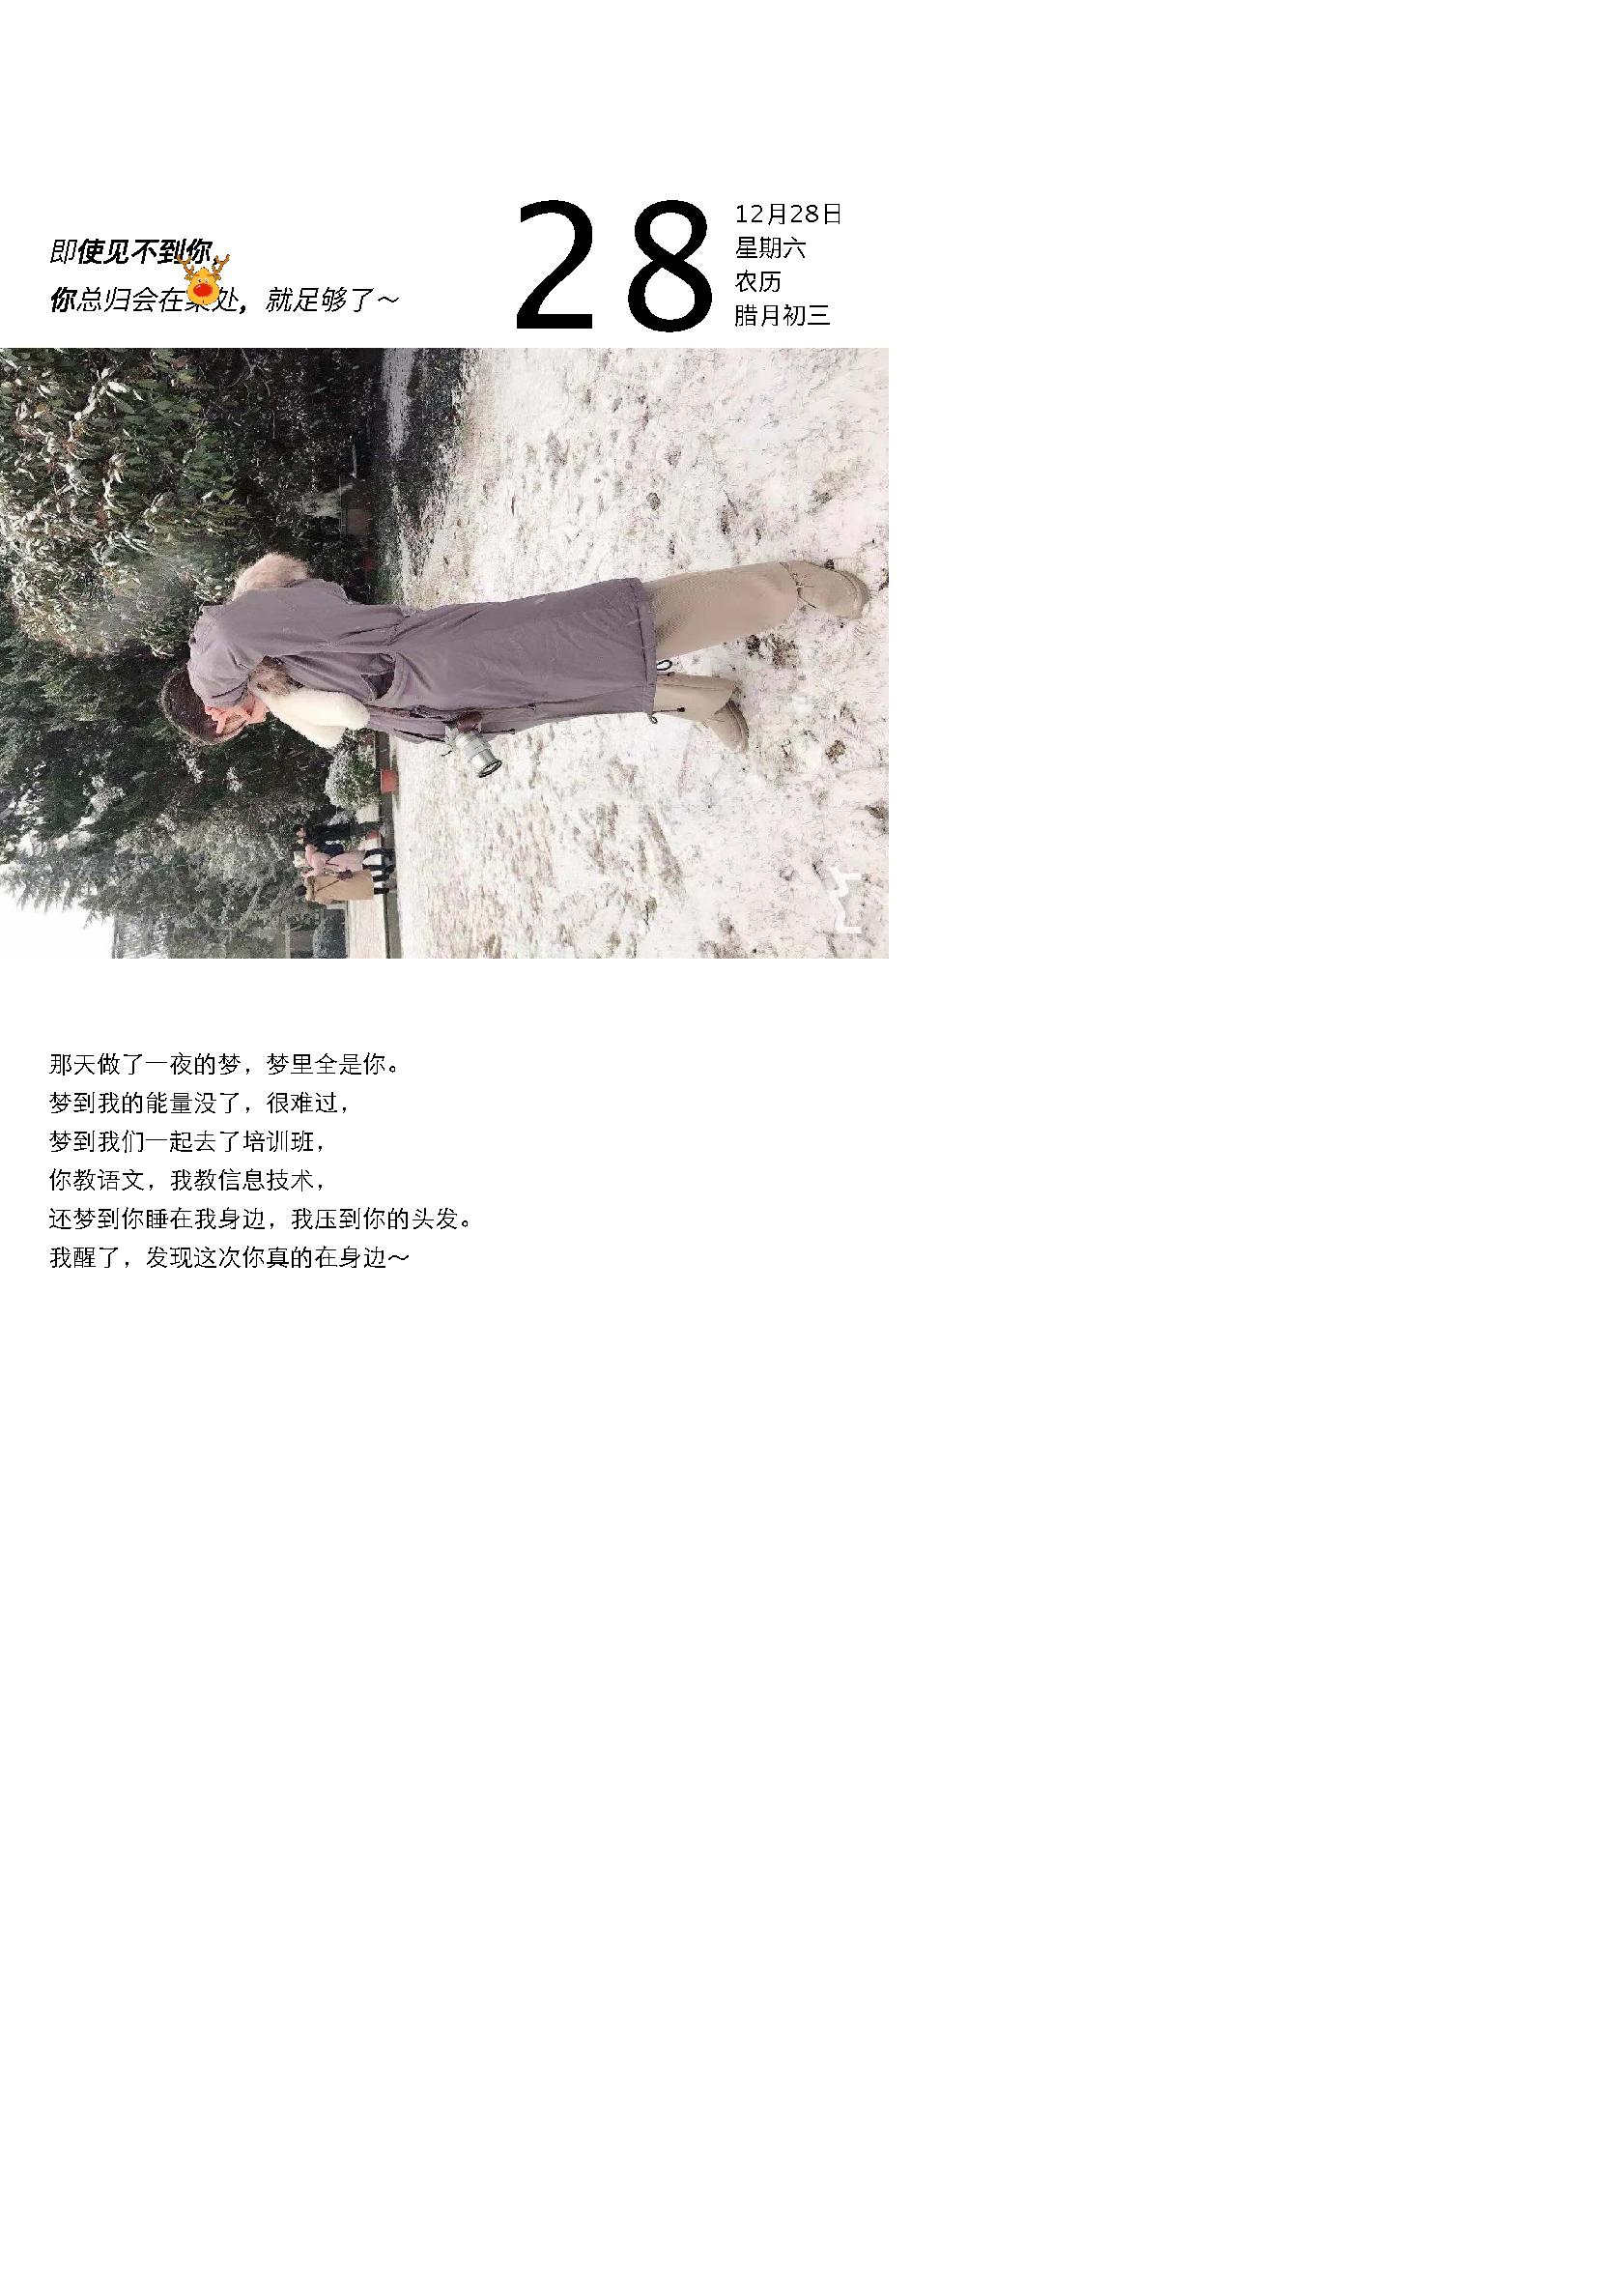 即使见不到你，
你总归会在某处，就足够了～
28
12月28日
星期六
农历
腊月初三
那天做了一夜的梦，梦里全是你。
梦到我的能量没了，很难过，
梦到我们一起去了培训班，
你教语文，我教信息技术，
还梦到你睡在我身边，我压到你的头发。
我醒了，发现这次你真的在身边～